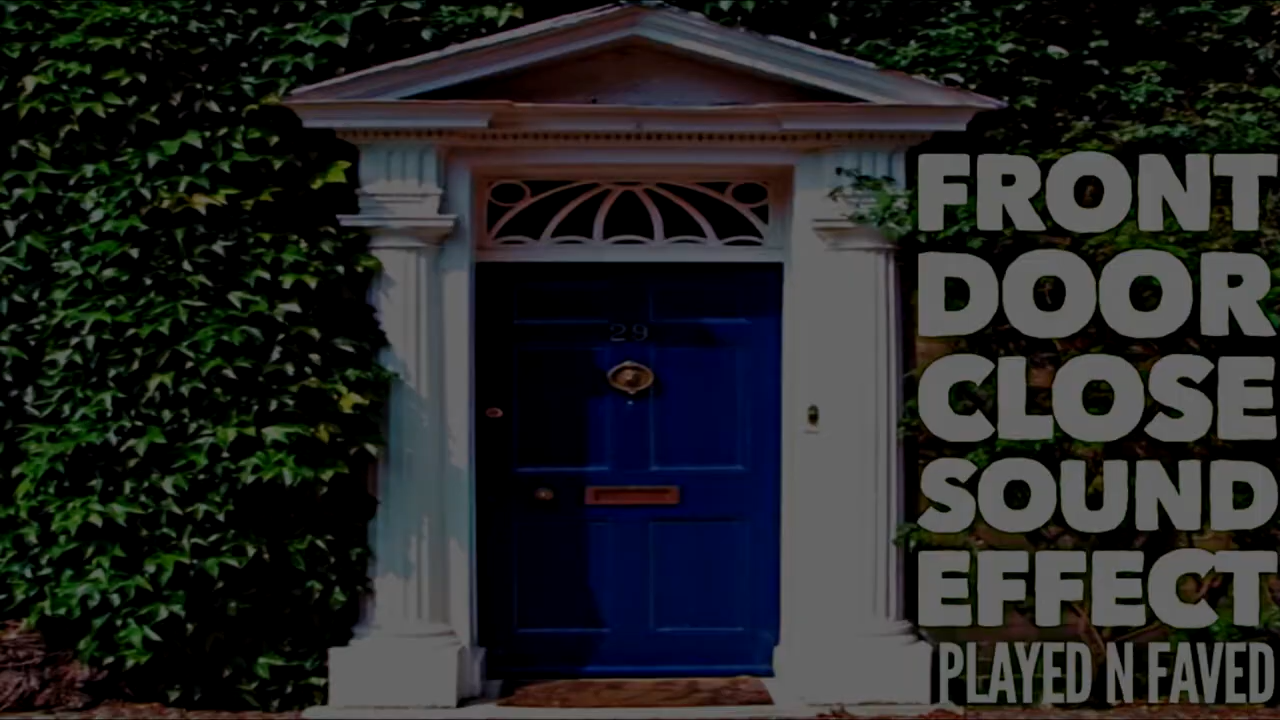 29
FRONT
DOOR
CLOSE
SOUND
EFFECT
PLAYED N FAVED